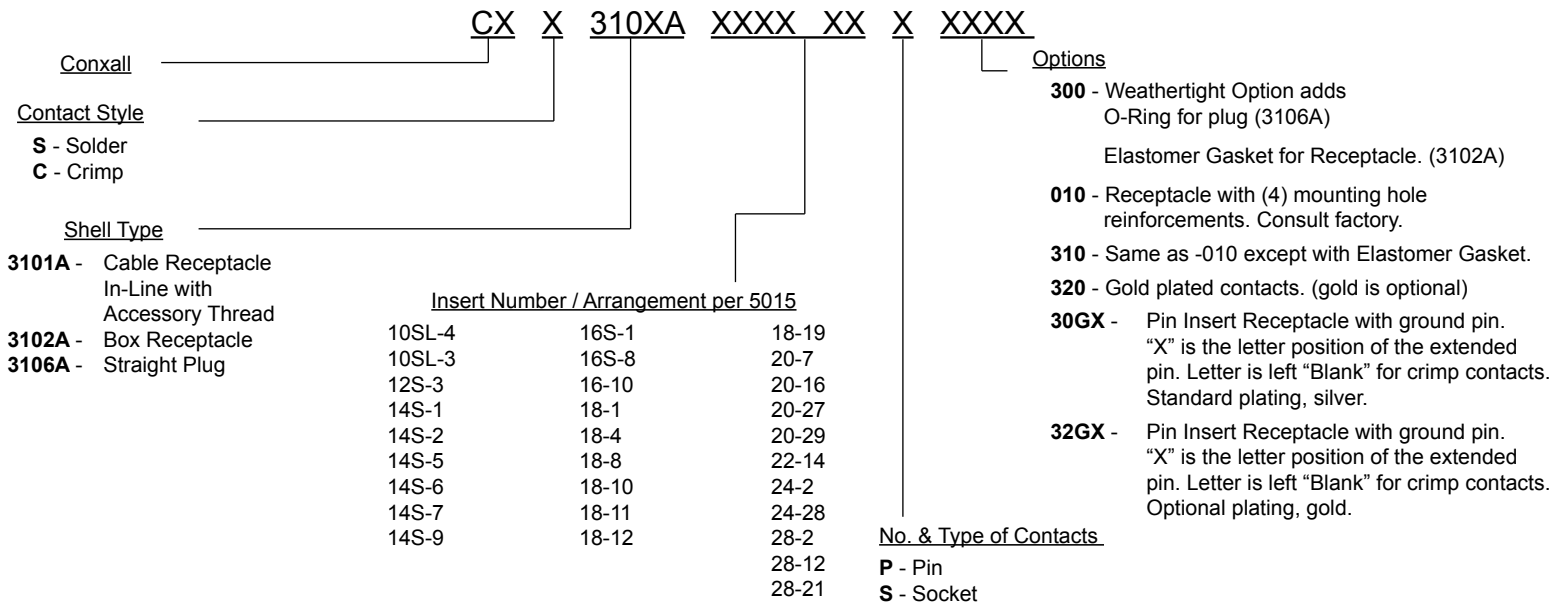 CX X 310XA XXXX XX X XXXX
Conxall
Contact Style
S - Solder
C - Crimp
Shell Type
3101A - Cable Receptacle
In-Line with
Accessory Thread
3102A - Box Receptacle
3106A - Straight Plug
Insert Number / Arrangement per 5015
10SL-4 16S-1 18-19
10SL-3 16S-8 20-7
12S-3 16-10 20-16
14S-1 18-1 20-27
14S-2 18-4 20-29
14S-5 18-8 22-14
14S-6 18-10 24-2
14S-7 18-11 24-28
14S-9 18-12 28-2
28-12
28-21
No. & Type of Contacts
P - Pin
S - Socket
Options
300 - Weathertight Option adds
O-Ring for plug (3106A)
Elastomer Gasket for Receptacle. (3102A)
010 - Receptacle with (4) mounting hole
reinforcements. Consult factory.
310 - Same as -010 except with Elastomer Gasket.
320 - Gold plated contacts. (gold is optional)
30GX - Pin Insert Receptacle with ground pin.
“X” is the letter position of the extended
pin. Letter is left “Blank” for crimp contacts.
Standard plating, silver.
32GX - Pin Insert Receptacle with ground pin.
“X” is the letter position of the extended
pin. Letter is left “Blank” for crimp contacts.
Optional plating, gold.